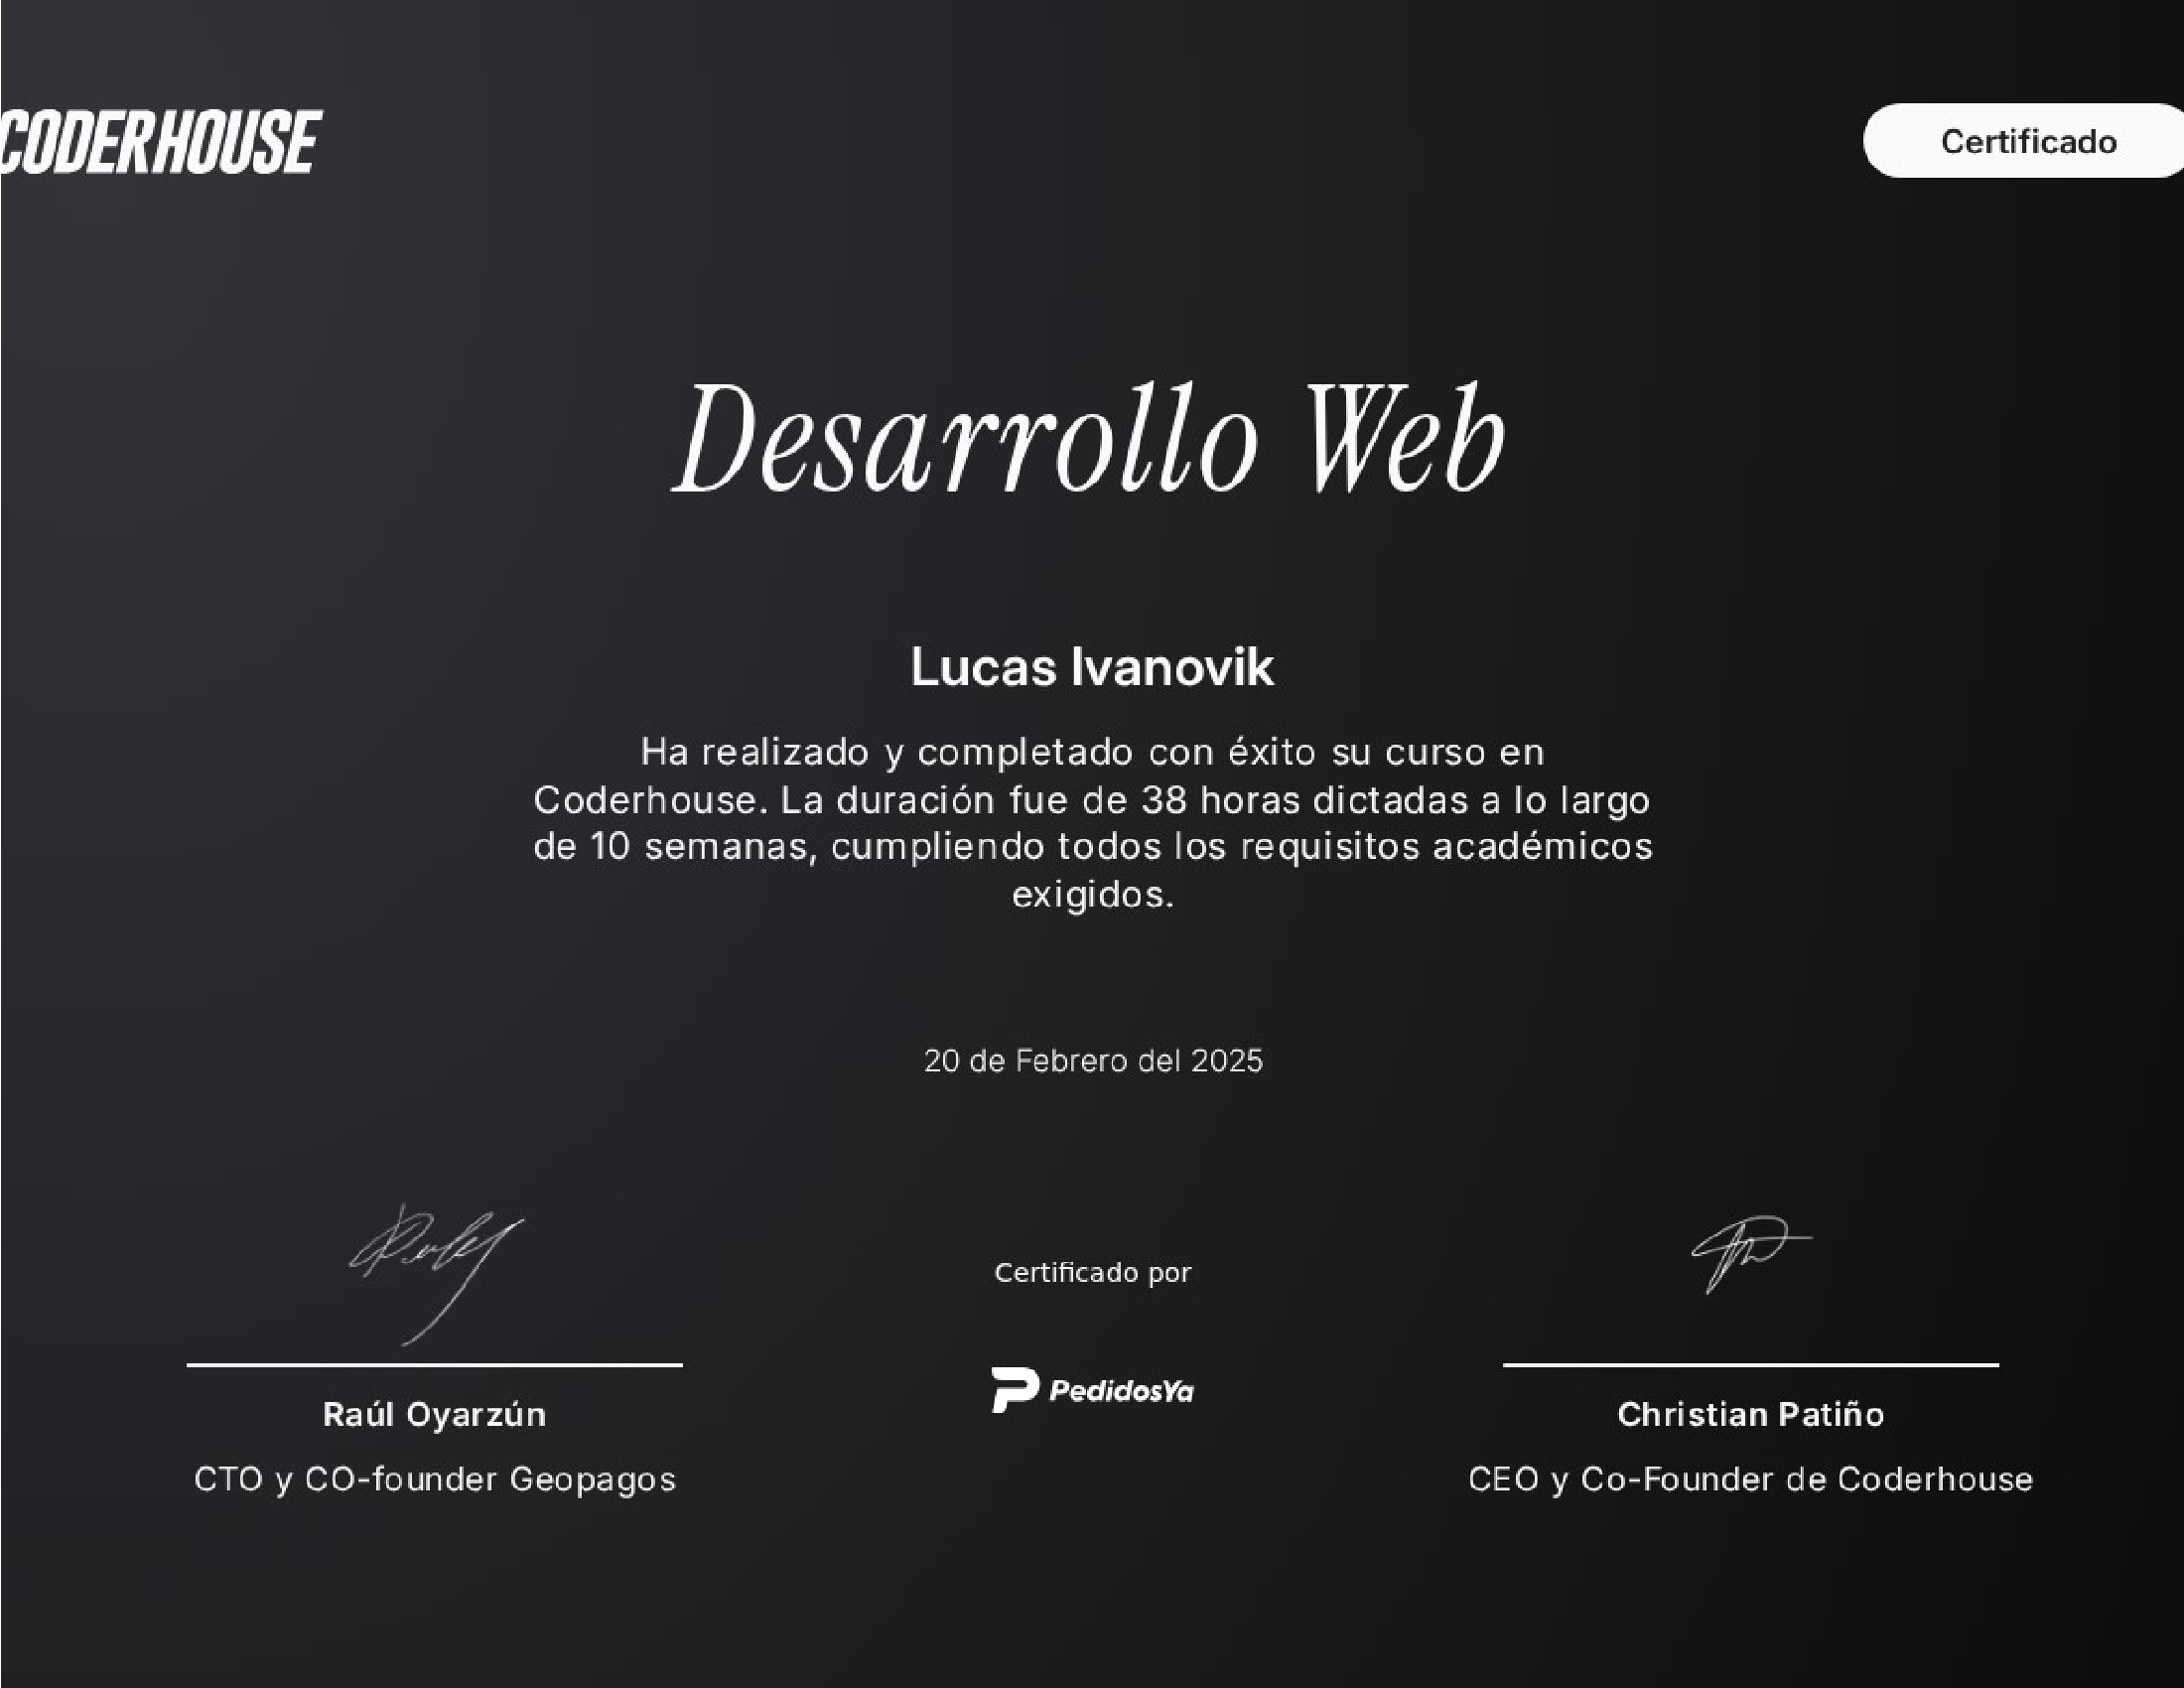 CODERHOUSE
Certificado
Desarrollo Web
Lucas Ivanovik
Ha realizado y completado con éxito su curso en
Coderhouse. La duración fue de 38 horas dictadas a lo largo
de 10 semanas, cumpliendo todos los requisitos académicos
exigidos.
20 de Febrero del 2025
Certificado por
PedidosYa
Raúl Oyarzún
CTO y CO-founder Geopagos
Christian Patiño
CEO y Co-Founder de Coderhouse